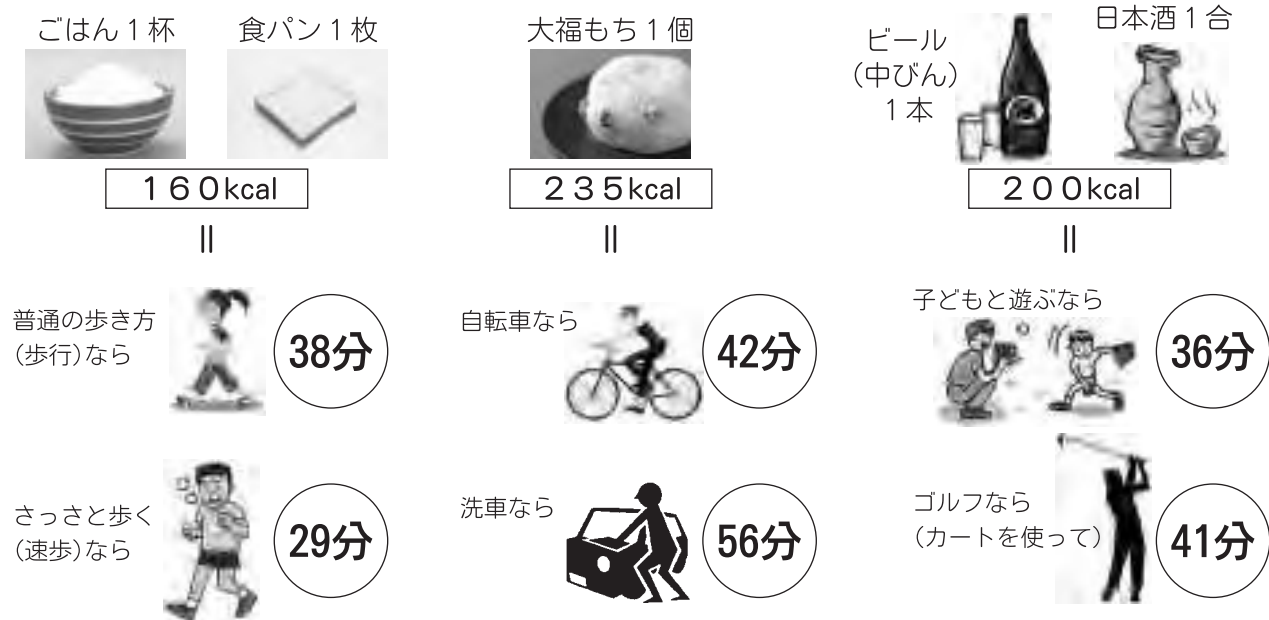 ごはん1杯
食パン1枚
160kcal
||
普通の歩き方
(歩行)なら
38分
さっさと歩く
(速歩)なら
29分
大福もち1個
235kcal
||
自転車なら
42分
洗車なら
56分
ビール
(中びん)
1本
日本酒1合
200kcal
||
子どもと遊ぶなら
36分
ゴルフなら
(カートを使って)
41分